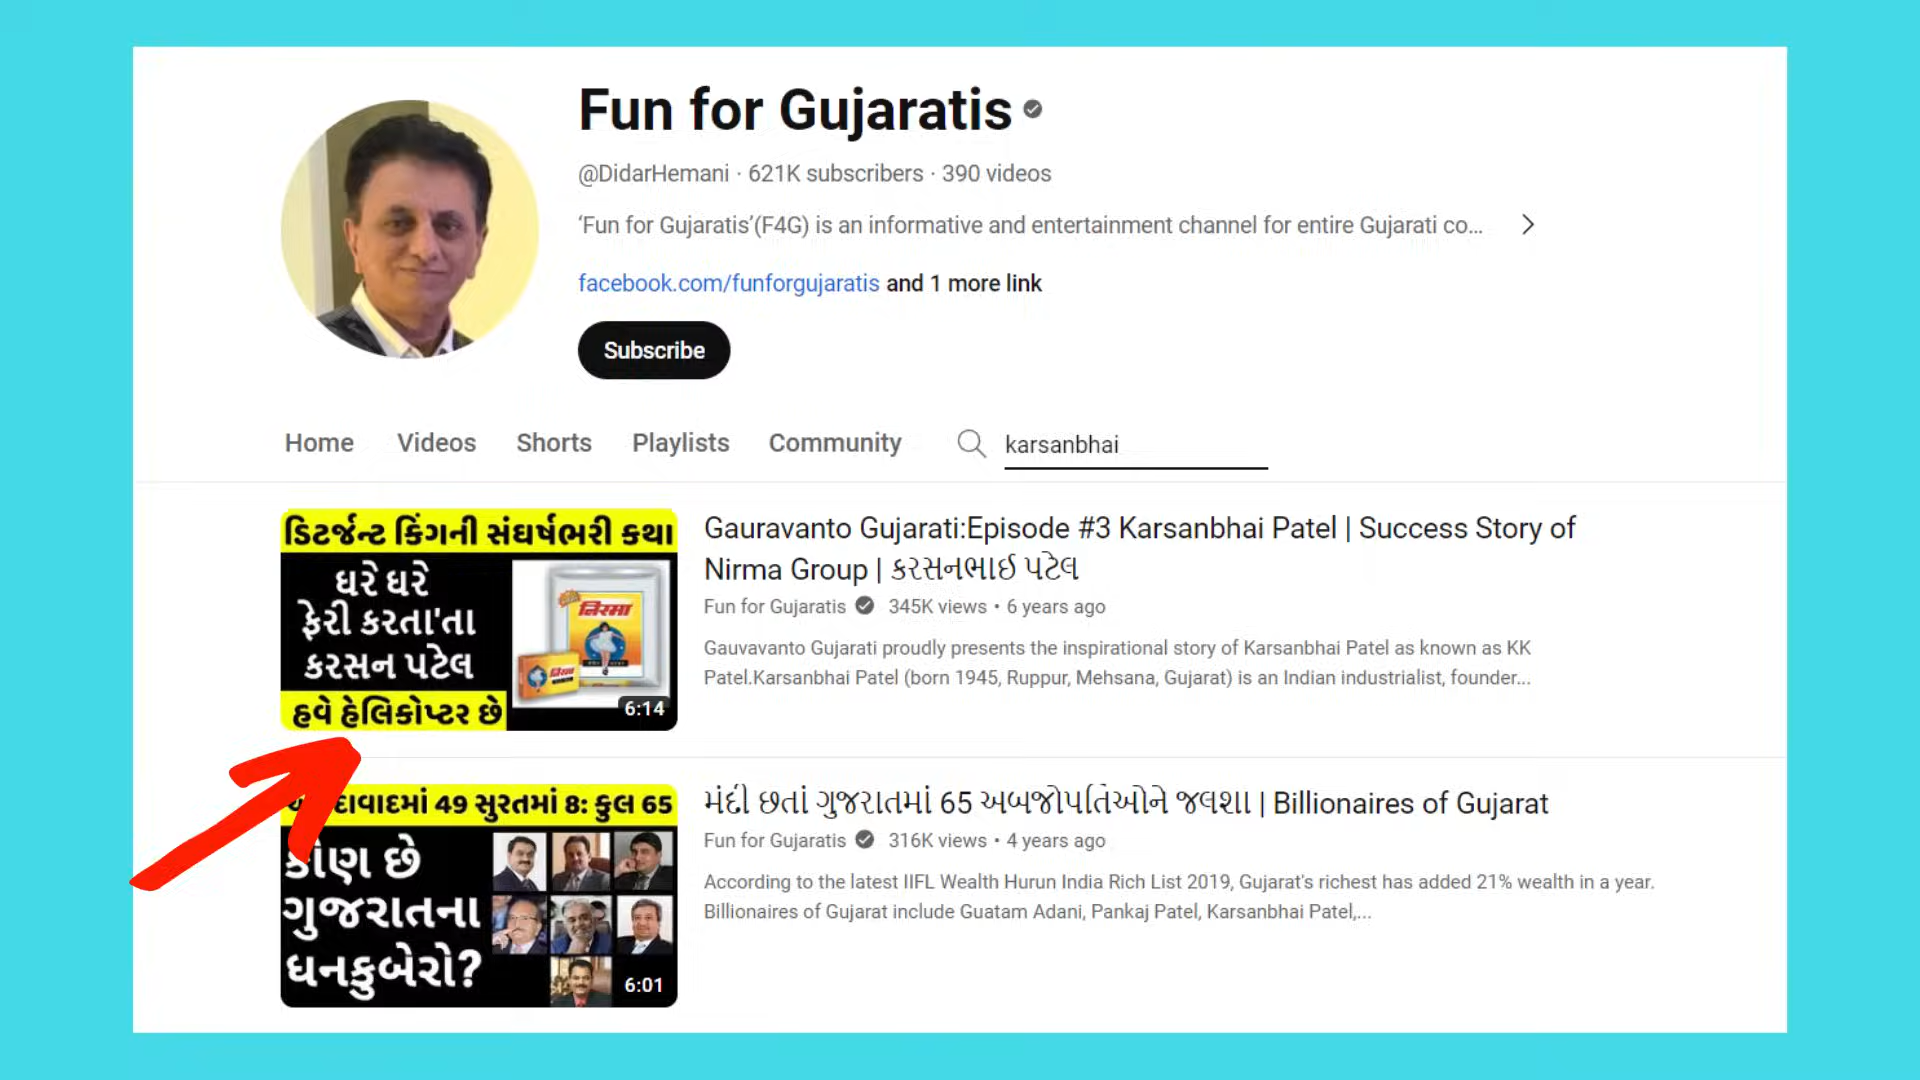 Fun for Gujaratis
@DidarHemani · 621K subscribers · 390 videos
‘Fun for Gujaratis’(F4G) is an informative and entertainment channel for entire Gujarati co...
facebook.com/funforgujaratis and 1 more link
Subscribe
Home Videos Shorts Playlists Community karsanbhai
ડિટર્જન્ટ કિંગની સંઘર્ષભરી કથા
ઘરે ઘરે
ફેરી કરતા'તા
કરસન પટેલ
હવે હેલિકોપ્ટર છે
निरमा
6:14
Gauravanto Gujarati:Episode #3 Karsanbhai Patel | Success Story of
Nirma Group | કરસનભાઈ પટેલ
Fun for Gujaratis 345K views • 6 years ago
Gauvavanto Gujarati proudly presents the inspirational story of Karsanbhai Patel as known as KK
Patel.Karsanbhai Patel (born 1945, Ruppur, Mehsana, Gujarat) is an Indian industrialist, founder...
49 સુરતમાં 8: કુલ 65
કોણ છે
ગુજરાતના
ધનકુબેરો?
6:01
મંદી છતાં ગુજરાતમાં 65 અબજોપતિઓને જલશા | Billionaires of Gujarat
Fun for Gujaratis 316K views • 4 years ago
According to the latest IIFL Wealth Hurun India Rich List 2019, Gujarat's richest has added 21% wealth in a year.
Billionaires of Gujarat include Guatam Adani, Pankaj Patel, Karsanbhai Patel,...